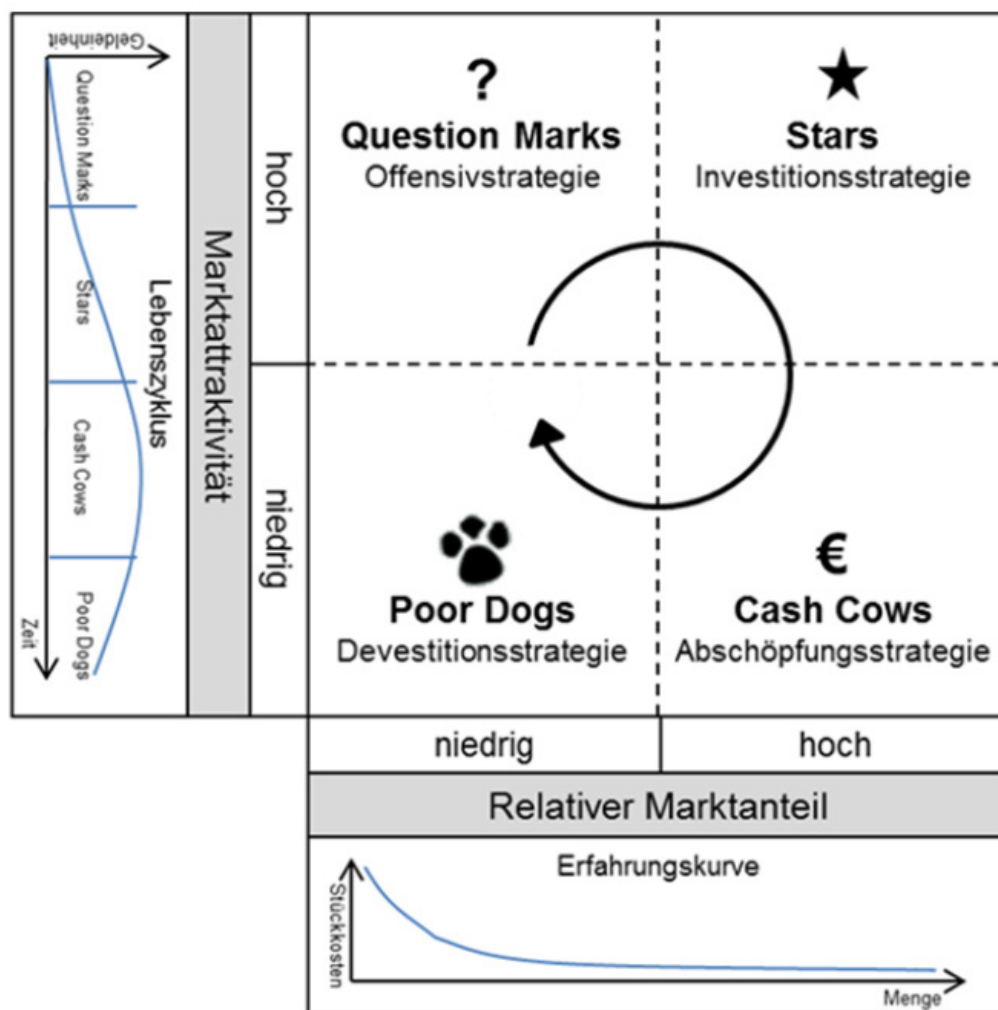 Geldeinheit
Question Marks
Stars
Cash Cows
Poor Dogs
Zeit
Lebenszyklus
Marktattraktivität
hoch
niedrig
?
Question Marks
Offensivstrategie
Stars
Investitionsstrategie
Poor Dogs
Devestitionsstrategie
€
Cash Cows
Abschöpfungsstrategie
niedrig
hoch
Relativer Marktanteil
Erfahrungskurve
Stückkosten
Menge